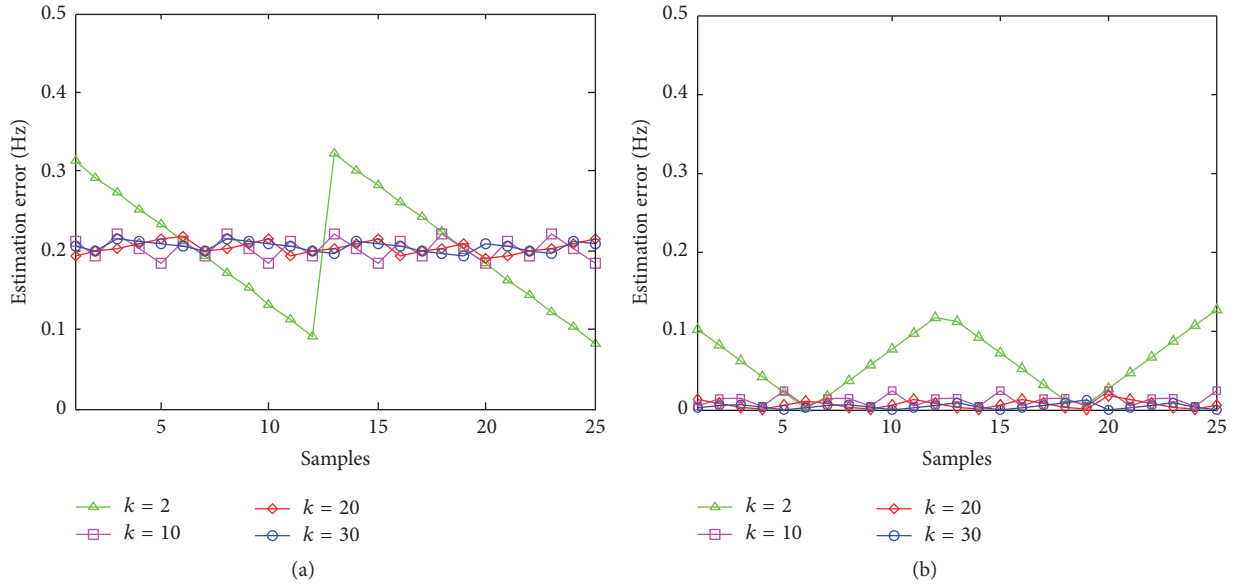 0.5
0.4
0.3
0.2
0.1
0
Estimation error (Hz)
5
10
15
20
25
Samples
k = 2
k = 10
k = 20
k = 30
(a)
0.5
0.4
0.3
0.2
0.1
0
Estimation error (Hz)
5
10
15
20
25
Samples
k = 2
k = 10
k = 20
k = 30
(b)